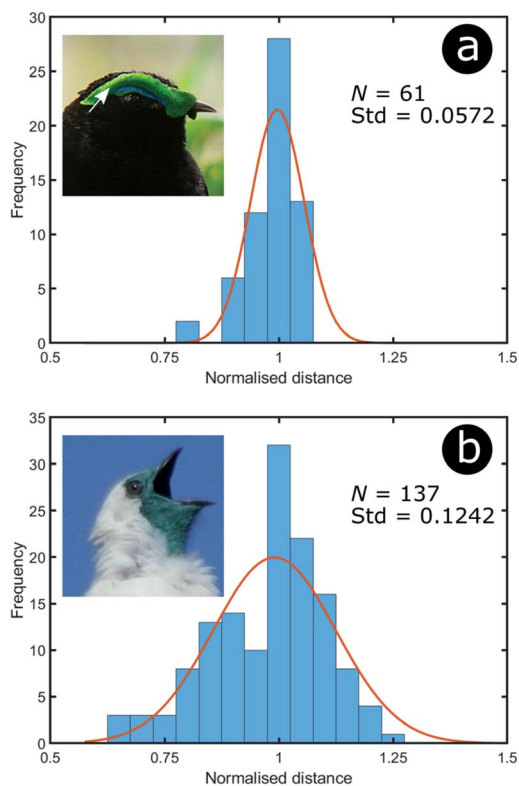 a
30
25
20
15
10
5
0
Frequency
N = 61
Std = 0.0572
0.5 0.75 1 1.25 1.5
Normalised distance
b
35
30
25
20
15
10
5
0
Frequency
N = 137
Std = 0.1242
0.5 0.75 1 1.25 1.5
Normalised distance